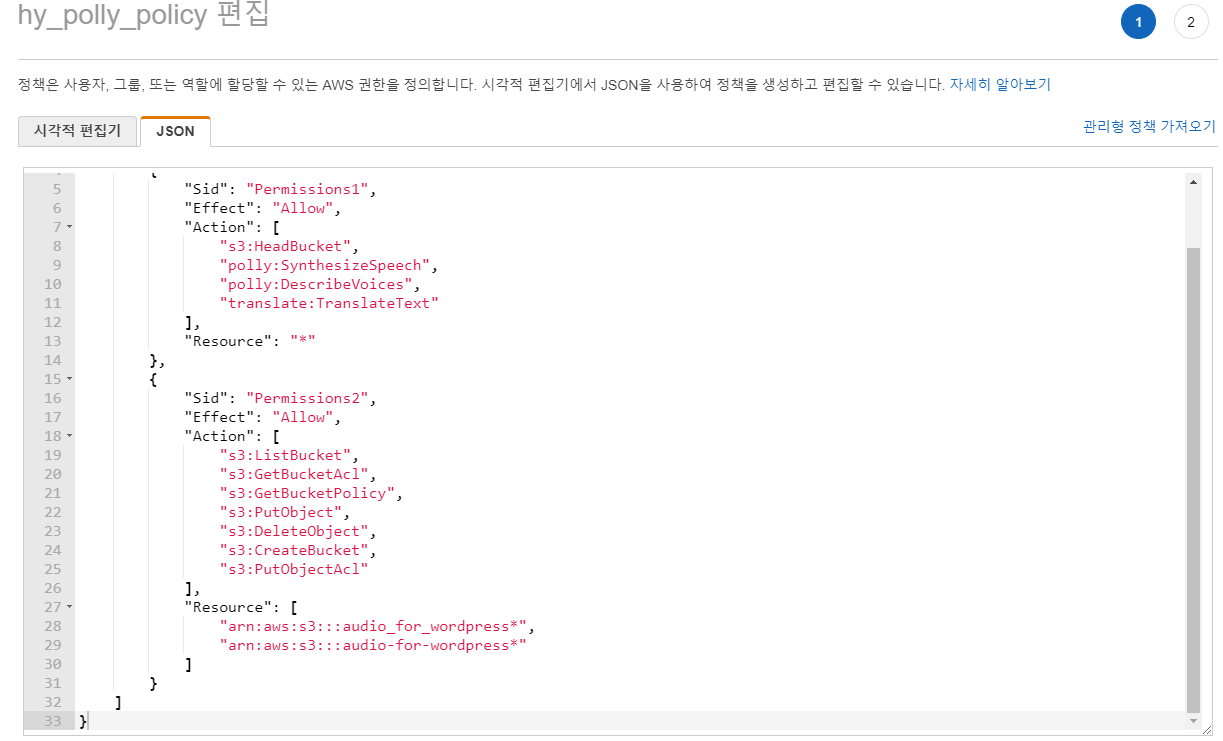 hy_polly_policy 편집
1
2
정책은 사용자, 그룹, 또는 역할에 할당할 수 있는 AWS 권한을 정의합니다. 시각적 편집기에서 JSON을 사용하여 정책을 생성하고 편집할 수 있습니다. 자세히 알아보기
시각적 편집기
JSON
관리형 정책 가져오기
5 "Sid": "Permissions1",
6 "Effect": "Allow",
7 "Action": [
8 "s3:HeadBucket",
9 "polly:SynthesizeSpeech",
10 "polly:DescribeVoices",
11 "translate:TranslateText"
12 ],
13 "Resource": "*"
14 },
15 {
16 "Sid": "Permissions2",
17 "Effect": "Allow",
18 "Action": [
19 "s3:ListBucket",
20 "s3:GetBucketAcl",
21 "s3:GetBucketPolicy",
22 "s3:PutObject",
23 "s3:DeleteObject",
24 "s3:CreateBucket",
25 "s3:PutObjectAcl"
26 ],
27 "Resource": [
28 "arn:aws:s3:::audio_for_wordpress*",
29 "arn:aws:s3:::audio-for-wordpress*"
30 ]
31 }
32 ]
33 }